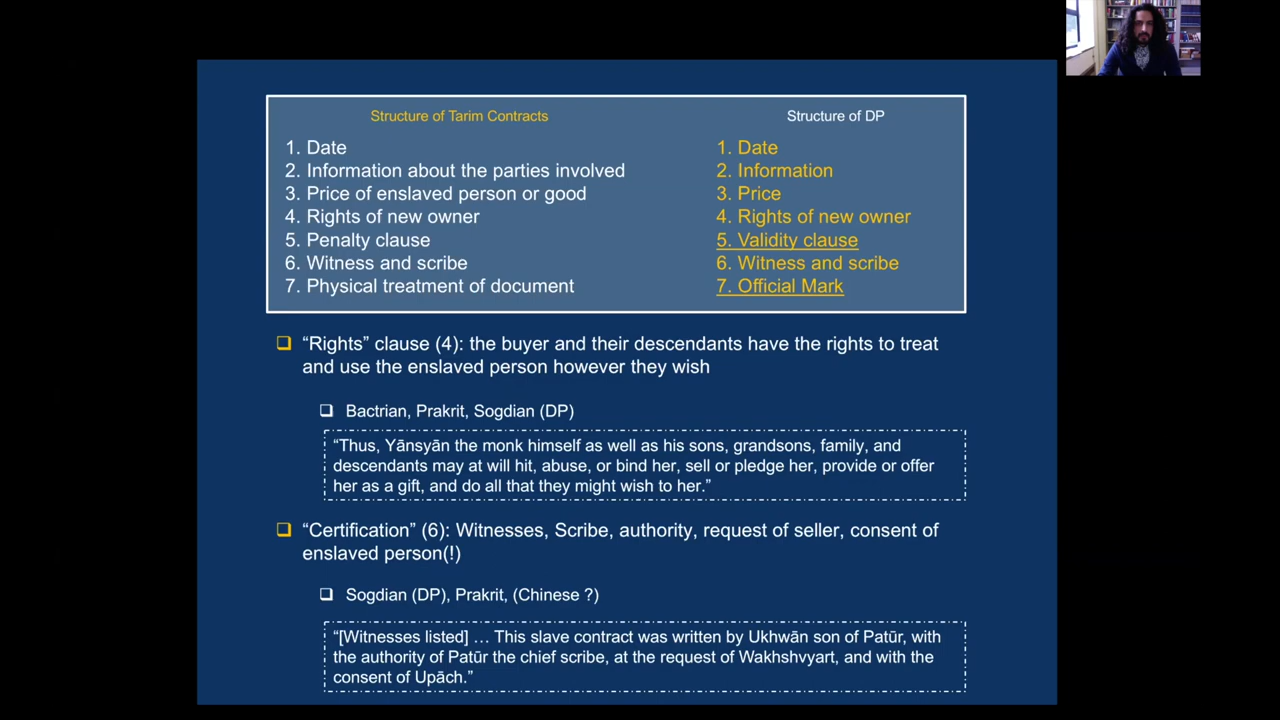 Structure of Tarim Contracts
1. Date
2. Information about the parties involved
3. Price of enslaved person or good
4. Rights of new owner
5. Penalty clause
6. Witness and scribe
7. Physical treatment of document
Structure of DP
1. Date
2. Information
3. Price
4. Rights of new owner
5. Validity clause
6. Witness and scribe
7. Official Mark
“Rights” clause (4): the buyer and their descendants have the rights to treat
and use the enslaved person however they wish
Bactrian, Prakrit, Sogdian (DP)
“Thus, Yānsyān the monk himself as well as his sons, grandsons, family, and
descendants may at will hit, abuse, or bind her, sell or pledge her, provide or offer
her as a gift, and do all that they might wish to her.”
“Certification” (6): Witnesses, Scribe, authority, request of seller, consent of
enslaved person(!)
Sogdian (DP), Prakrit, (Chinese ?)
“[Witnesses listed] … This slave contract was written by Ukhwān son of Patūr, with
the authority of Patūr the chief scribe, at the request of Wakhshvyart, and with the
consent of Upāch.”